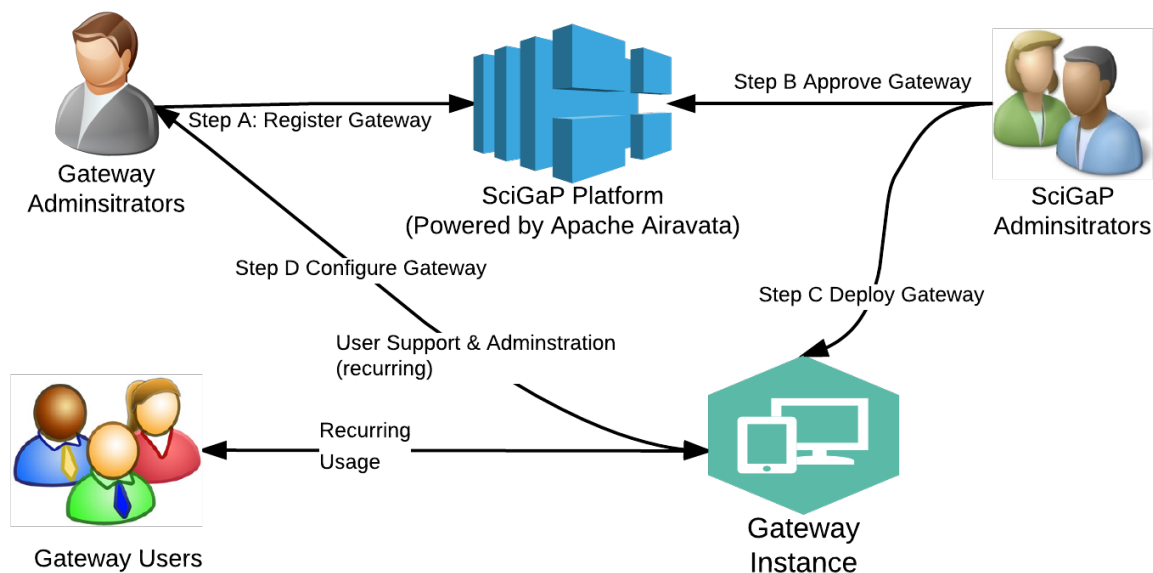 Step B Approve Gateway
Step A: Register Gateway
Gateway
Adminsitrators
SciGaP Platform
(Powered by Apache Airavata)
SciGaP
Adminsitrators
Step D Configure Gateway
Step C Deploy Gateway
User Support & Adminstration
(recurring)
Recurring
Usage
Gateway Users
Gateway
Instance